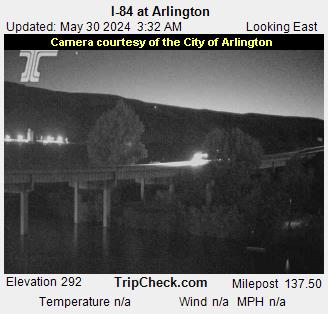 I-84 at Arlington
Updated: May 30 2024 3:32 AM Looking East
Camera courtesy of the City of Arlington
Elevation 292 TripCheck.com Milepost 137.50
Temperature n/a Wind n/a MPH n/a